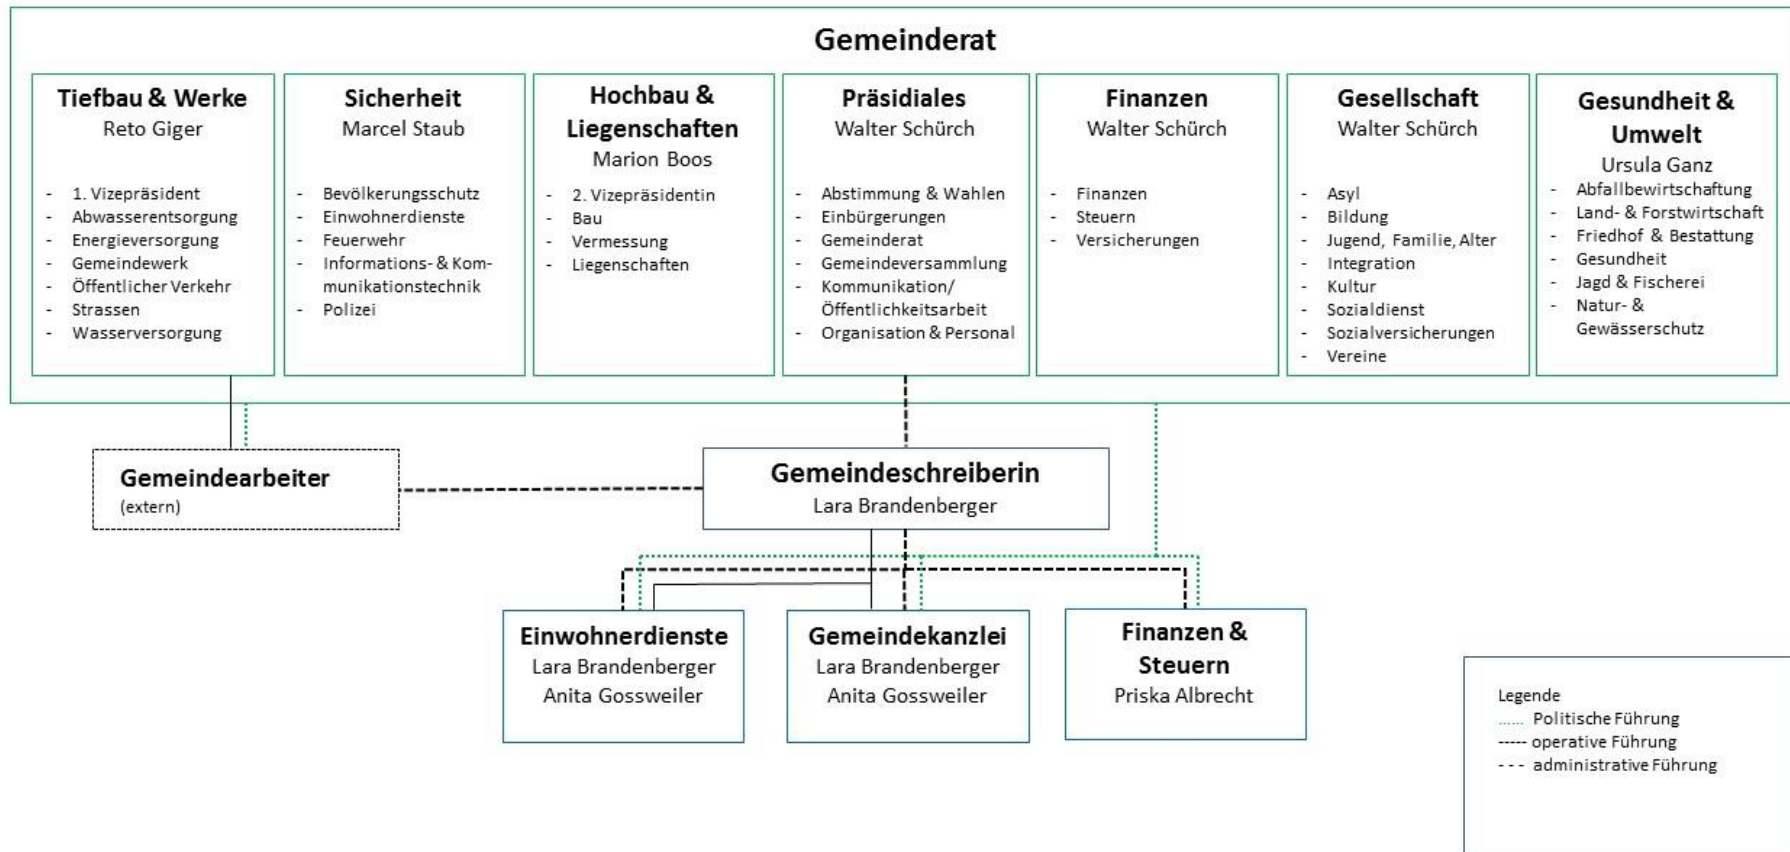 Gemeinderat
Tiefbau & Werke
Reto Giger
- 1. Vizepräsident
- Abwasserentsorgung
- Energieversorgung
- Gemeindewerk
- Öffentlicher Verkehr
- Strassen
- Wasserversorgung
Sicherheit
Marcel Staub
- Bevölkerungsschutz
- Einwohnerdienste
- Feuerwehr
- Informations- & Kom-
munikationstechnik
- Polizei
Hochbau &
Liegenschaften
Marion Boos
- 2. Vizepräsidentin
- Bau
- Vermessung
- Liegenschaften
Präsidiales
Walter Schürch
- Abstimmung & Wahlen
- Einbürgerungen
- Gemeinderat
- Gemeindeversammlung
- Kommunikation/
Öffentlichkeitsarbeit
- Organisation & Personal
Finanzen
Walter Schürch
- Finanzen
- Steuern
- Versicherungen
Gesellschaft
Walter Schürch
- Asyl
- Bildung
- Jugend, Familie, Alter
- Integration
- Kultur
- Sozialdienst
- Sozialversicherungen
- Vereine
Gesundheit &
Umwelt
Ursula Ganz
- Abfallbewirtschaftung
- Land- & Forstwirtschaft
- Friedhof & Bestattung
- Gesundheit
- Jagd & Fischerei
- Natur- &
Gewässerschutz
Gemeindearbeiter
(extern)
Gemeindeschreiberin
Lara Brandenberger
Einwohnerdienste
Lara Brandenberger
Anita Gossweiler
Gemeindekanzlei
Lara Brandenberger
Anita Gossweiler
Finanzen &
Steuern
Priska Albrecht
Legende
...... Politische Führung
----- operative Führung
- - - administrative Führung